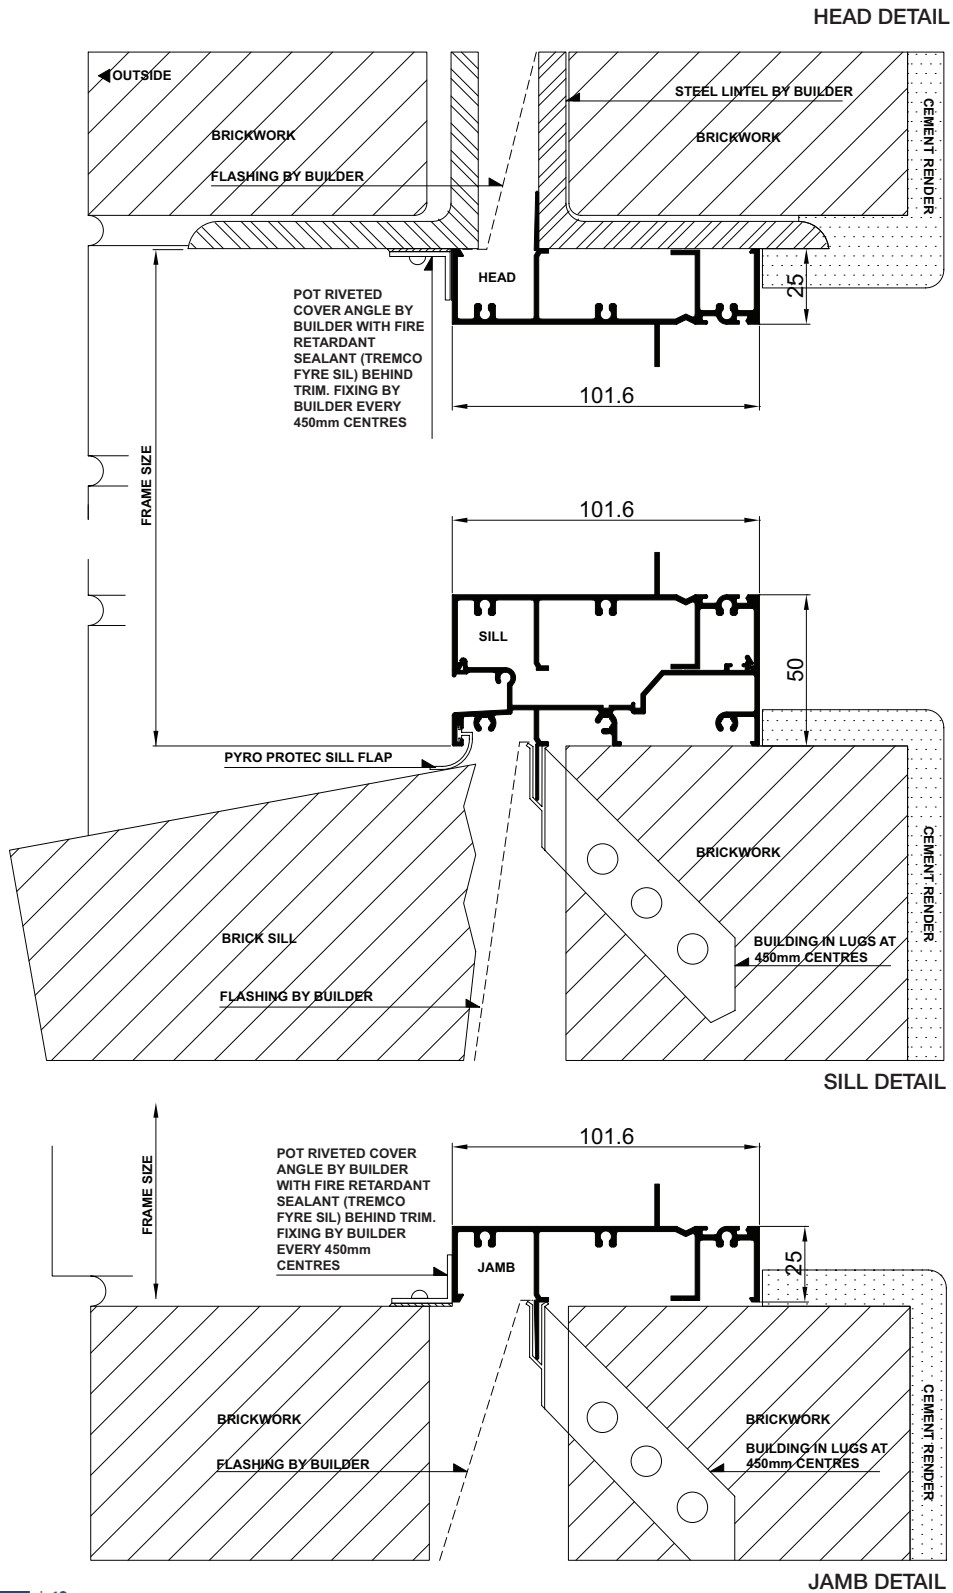 HEAD DETAIL
OUTSIDE
BRICKWORK
FLASHING BY BUILDER
STEEL LINTEL BY BUILDER
BRICKWORK
CEMENT RENDER
HEAD
25
POT RIVETED
COVER ANGLE BY
BUILDER WITH FIRE
RETARDANT
SEALANT (TREMCO
FYRE SIL) BEHIND
TRIM. FIXING BY
BUILDER EVERY
450mm CENTRES
101.6
FRAME SIZE
101.6
SILL
50
PYRO PROTEC SILL FLAP
BRICKWORK
CEMENT RENDER
BRICK SILL
BUILDING IN LUGS AT
450mm CENTRES
FLASHING BY BUILDER
SILL DETAIL
101.6
FRAME SIZE
POT RIVETED COVER
ANGLE BY BUILDER
WITH FIRE RETARDANT
SEALANT (TREMCO
FYRE SIL) BEHIND TRIM.
FIXING BY BUILDER
EVERY 450mm
CENTRES
JAMB
25
BRICKWORK
FLASHING BY BUILDER
BRICKWORK
BUILDING IN LUGS AT
450mm CENTRES
CEMENT RENDER
JAMB DETAIL